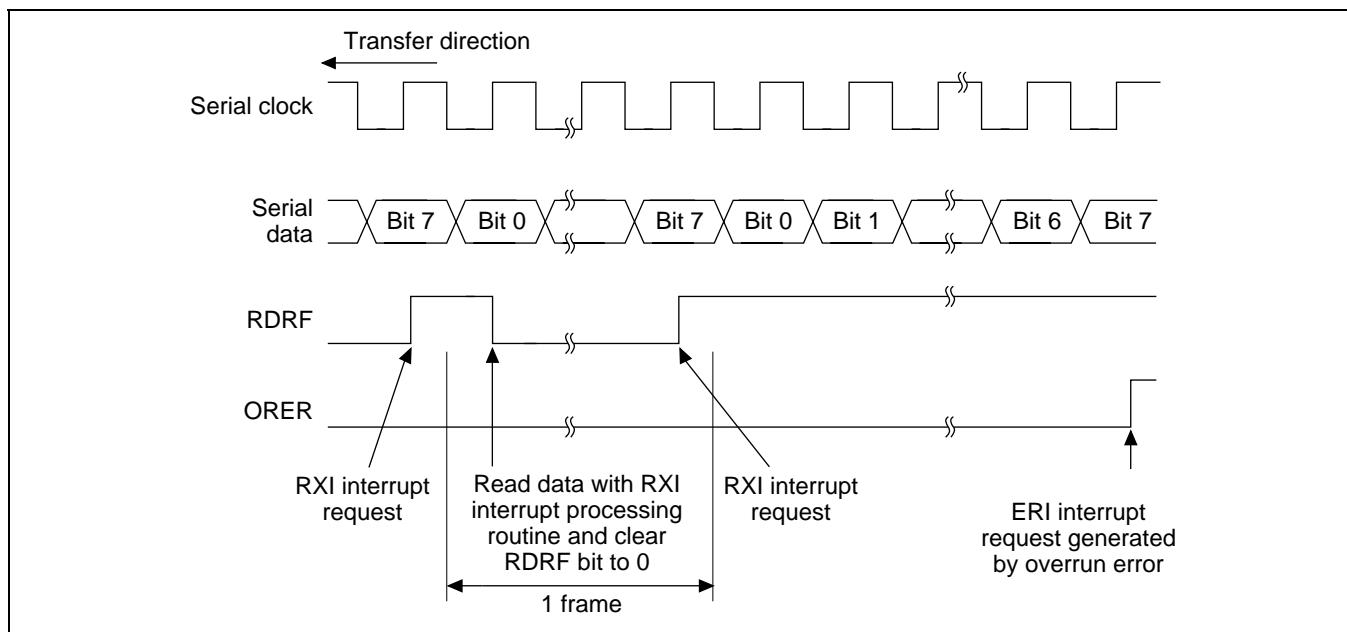 Transfer direction
Serial clock
Serial
data
Bit 7 Bit 0 Bit 7 Bit 0 Bit 1 Bit 6 Bit 7
RDRF
ORER
RXI interrupt
request
Read data with RXI
interrupt processing
routine and clear
RDRF bit to 0
RXI interrupt
request
ERI interrupt
request generated
by overrun error
1 frame